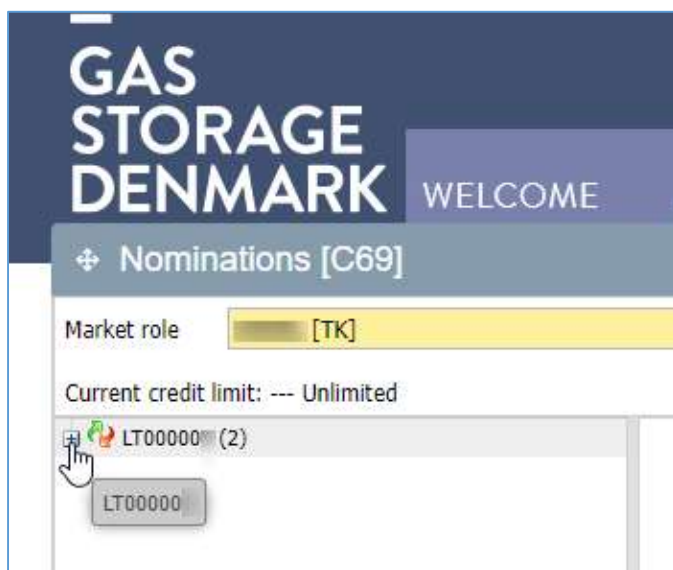 GAS
STORAGE
DENMARK
WELCOME
Nominations [C69]
Market role [TK]
Current credit limit: --- Unlimited
LT00000 (2)
LT00000